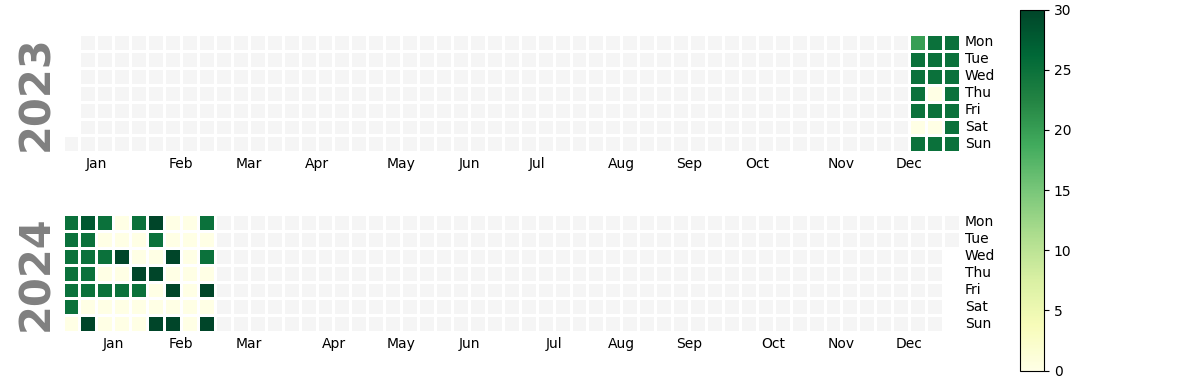 2023
Mon
Tue
Wed
Thu
Fri
Sat
Sun
Jan Feb Mar Apr May Jun Jul Aug Sep Oct Nov Dec
2024
Mon
Tue
Wed
Thu
Fri
Sat
Sun
Jan Feb Mar Apr May Jun Jul Aug Sep Oct Nov Dec
30
25
20
15
10
5
0